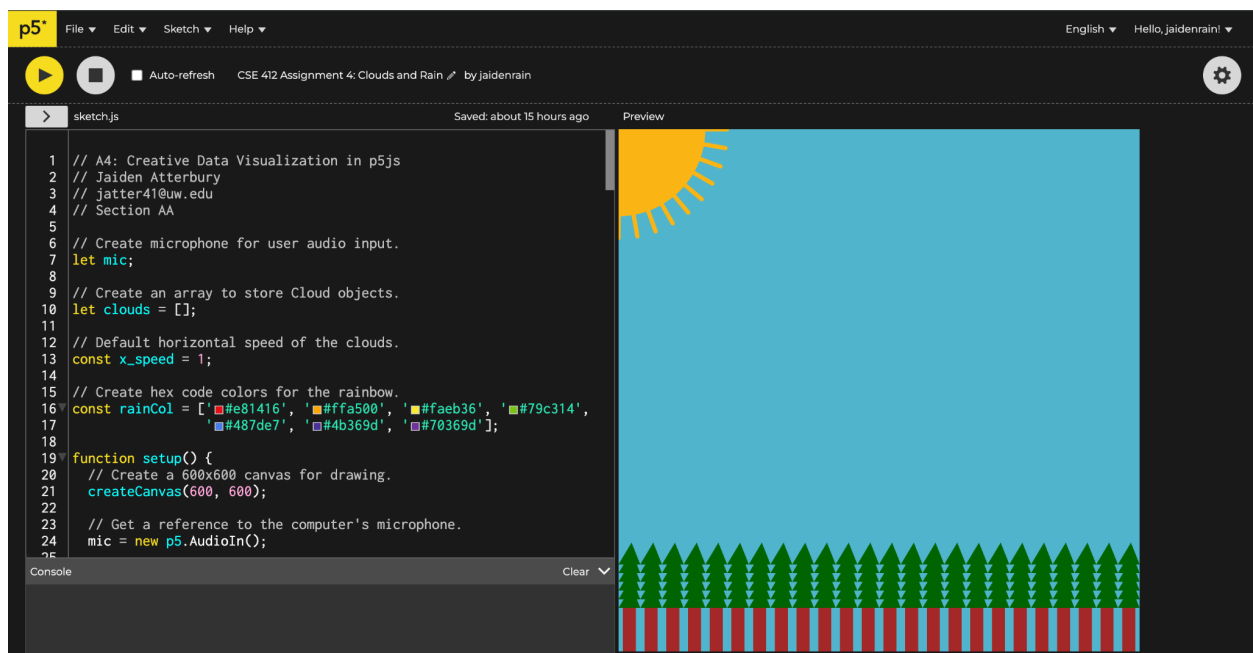 p5* File Edit Sketch Help English Hello, jaidenrain!
Auto-refresh CSE 412 Assignment 4: Clouds and Rain by jaidenrain
> sketch.js Saved: about 15 hours ago Preview
1 // A4: Creative Data Visualization in p5js
2 // Jaiden Atterbury
3 // jatter41@uw.edu
4 // Section AA
5
6 // Create microphone for user audio input.
7 let mic;
8
9 // Create an array to store Cloud objects.
10 let clouds = [];
11
12 // Default horizontal speed of the clouds.
13 const x_speed = 1;
14
15 // Create hex code colors for the rainbow.
16 const rainCol = ['#e81416', '#ffa500', '#faeb36', '#79c314',
17 '#487de7', '#4b369d', '#70369d'];
18
19 function setup() {
20 // Create a 600x600 canvas for drawing.
21 createCanvas(600, 600);
22
23 // Get a reference to the computer's microphone.
24 mic = new p5.AudioIn();
25
Console Clear